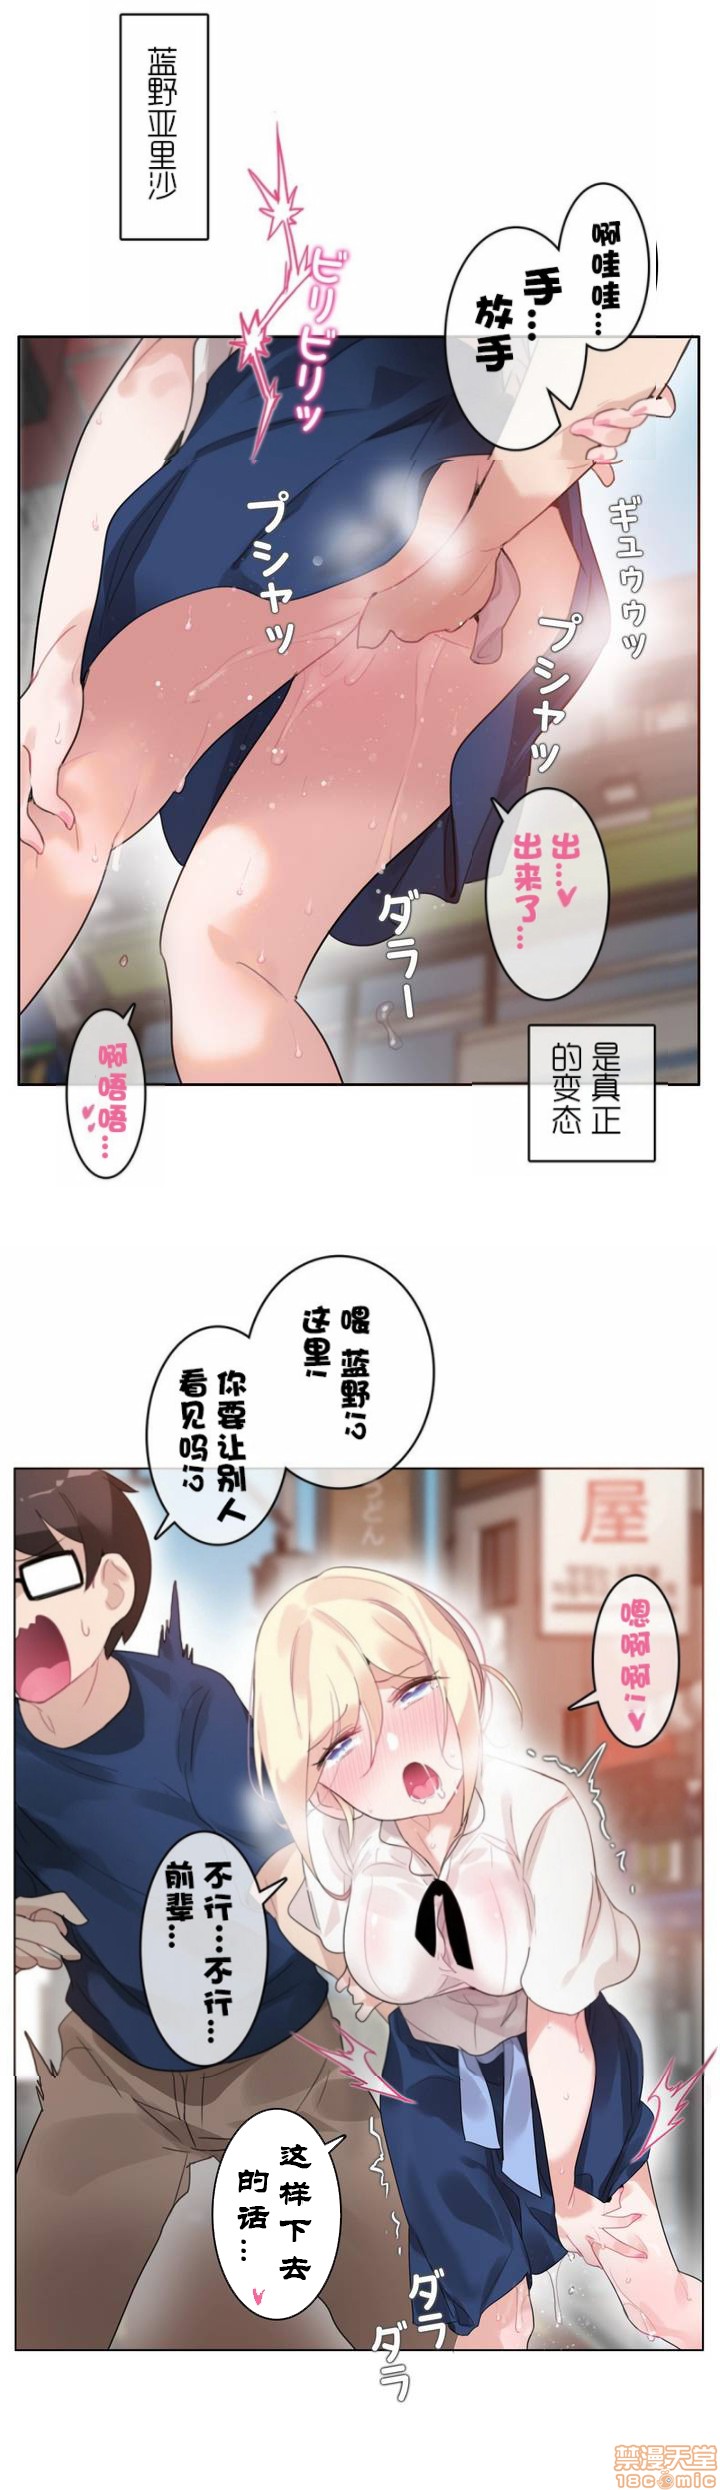 蓝野亚里沙
啊哇哇…
手…
放手
ビリビリッ
プシャッ
ギュウウッ
プシャッ
出…♥
出来了…
ダラー
是真正
的变态
啊唔唔…♥
喂 蓝野!?
这里!
你要让别人
看见吗!?
うどん
屋
嗯啊啊!♥
不行…不行…
前辈…
这样下去
的话…♥
ダラ
ダラ
禁漫天堂
18comic